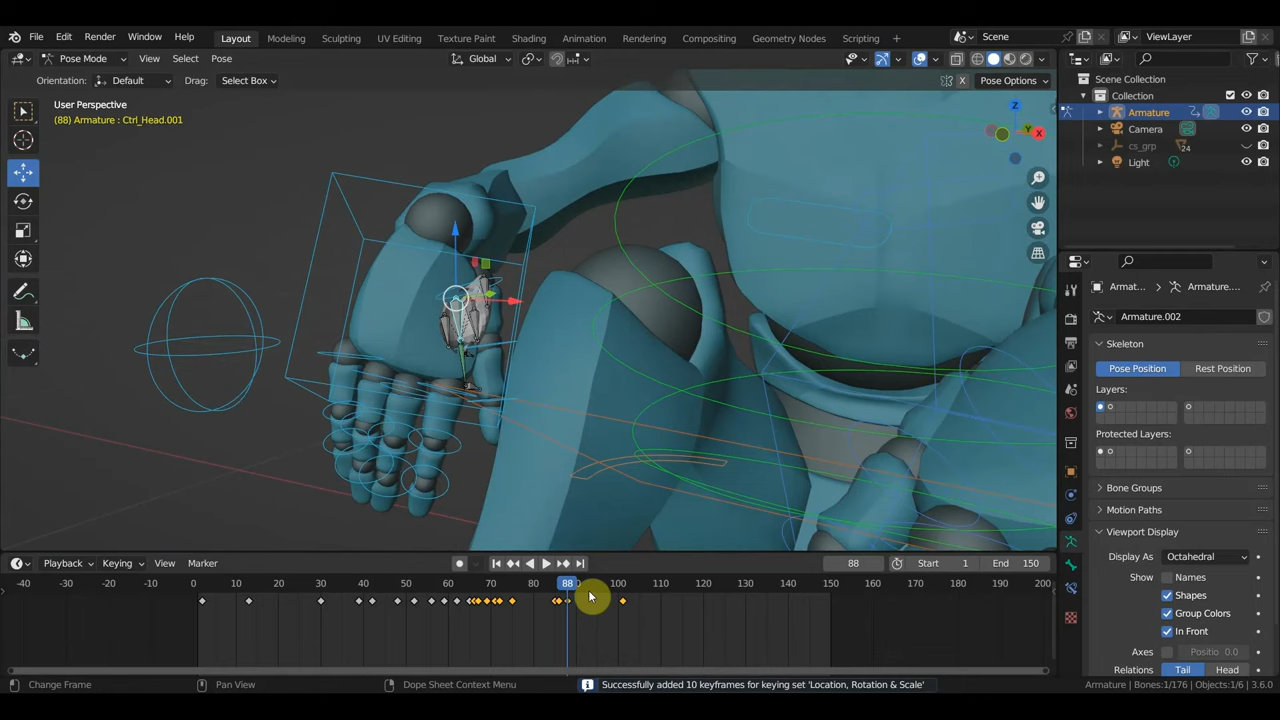 File Edit Render Window Help Layout Modeling Sculpting UV Editing Texture Paint Shading Animation Rendering Compositing Geometry Nodes Scripting + Scene ViewLayer
Pose Mode View Select Pose Global
Orientation: Default Drag: Select Box X Pose Options
User Perspective
(88) Armature : Ctrl_Head.001
Z
Y
X
Scene Collection
Collection
Armature
Camera
cs_grp 24
Light
Armat... Armature....
Armature.002
Skeleton
Pose Position Rest Position
Layers:
Protected Layers:
Bone Groups
Motion Paths
Viewport Display
Display As Octahedral
Show Names
Shapes
Group Colors
In Front
Axes Positio 0.0
Relations Tail Head
Playback Keying View Marker 88 Start 1 End 150
-40 -30 -20 -10 0 10 20 30 40 50 60 70 80 88 100 110 120 130 140 150 160 170 180 190 200
Change Frame Pan View Dope Sheet Context Menu Successfully added 10 keyframes for keying set 'Location, Rotation & Scale' Armature | Bones:1/176 | Objects:1/6 | 3.6.0